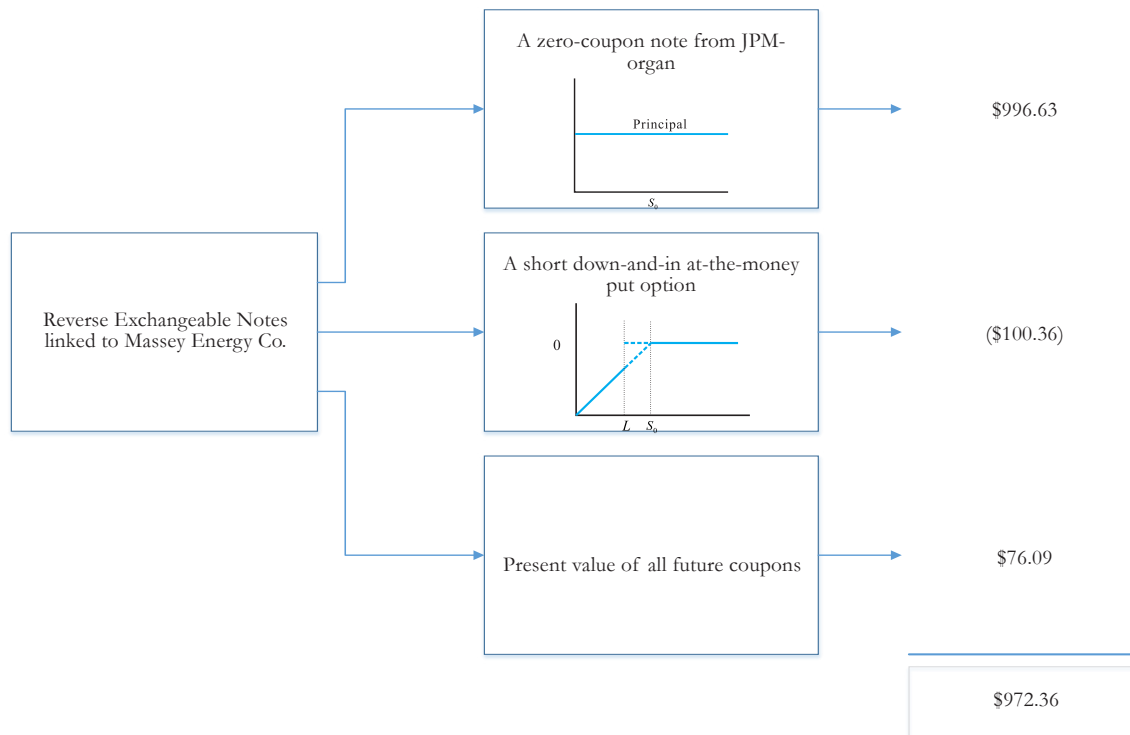 A zero-coupon note from JPM-
organ
Principal
S₀
$996.63
Reverse Exchangeable Notes
linked to Massey Energy Co.
A short down-and-in at-the-money
put option
0
L S₀
($100.36)
Present value of all future coupons
$76.09
$972.36